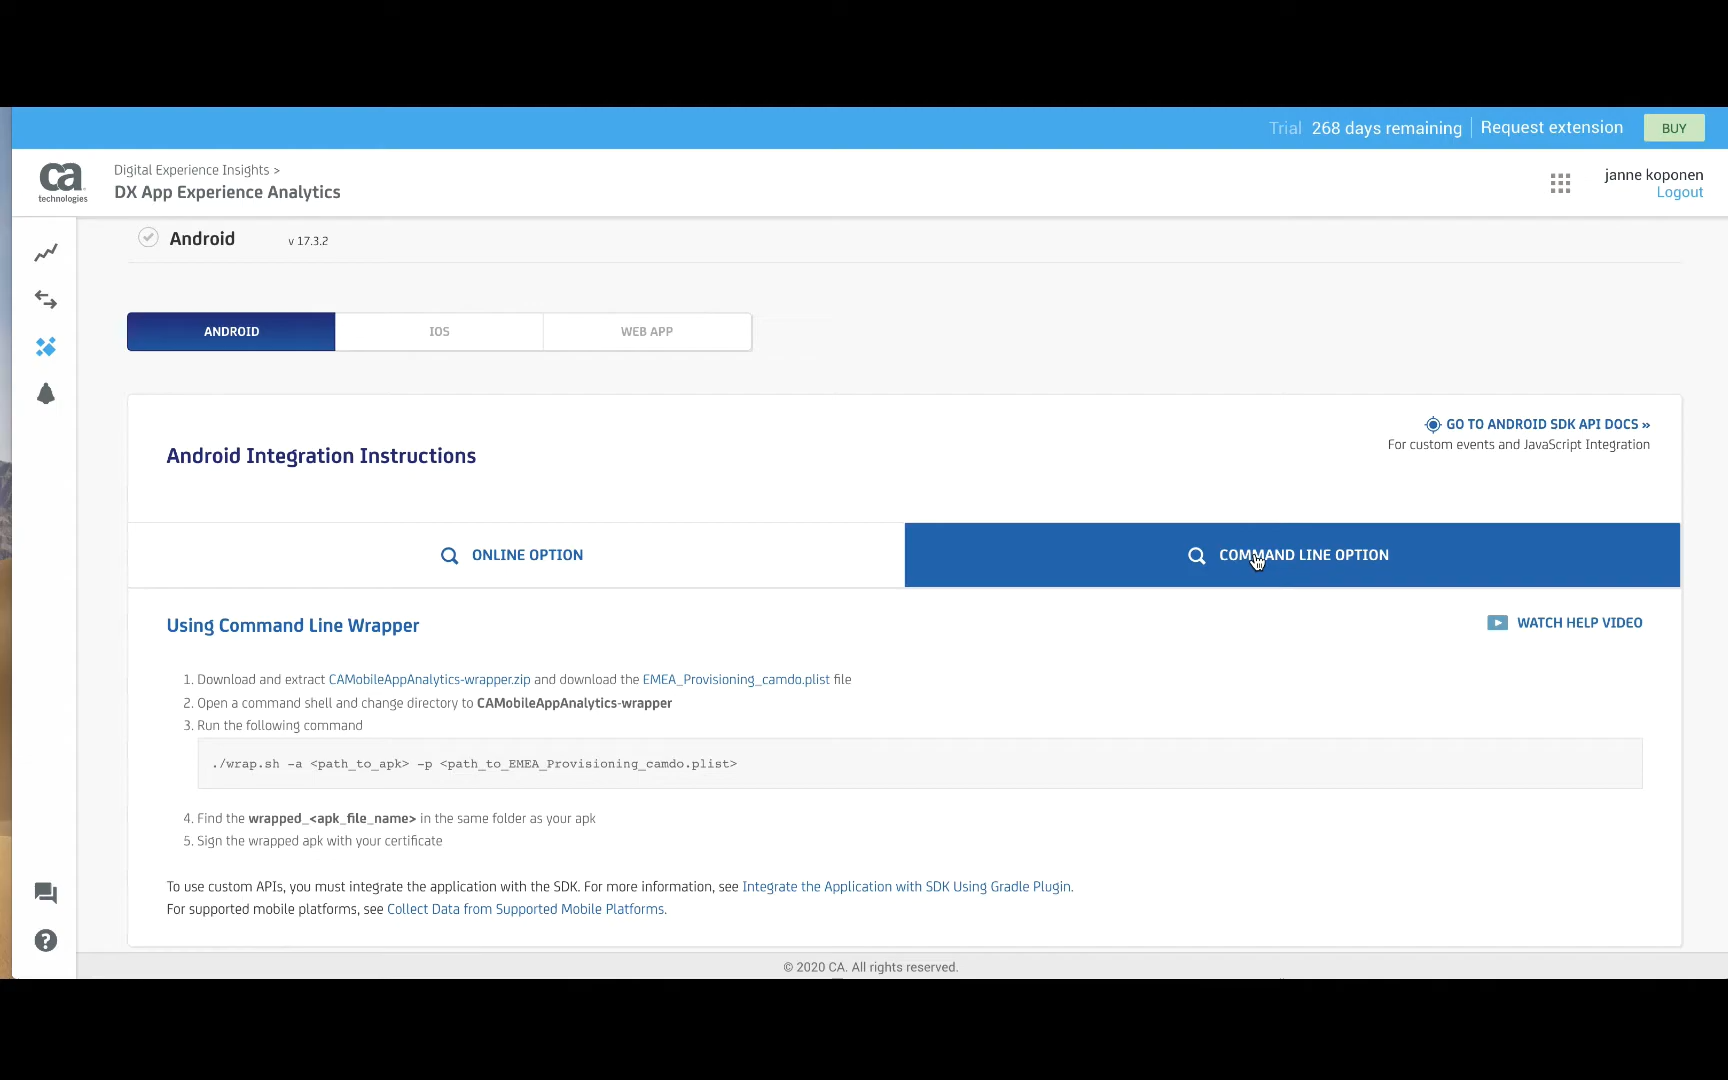 Trial 268 days remaining Request extension BUY
ca
technologies
Digital Experience Insights >
DX App Experience Analytics
janne koponen
Logout
Android v 17.3.2
ANDROID IOS WEB APP
GO TO ANDROID SDK API DOCS »
For custom events and JavaScript Integration
Android Integration Instructions
ONLINE OPTION COMMAND LINE OPTION
Using Command Line Wrapper WATCH HELP VIDEO
1. Download and extract CAMobileAppAnalytics-wrapper.zip and download the EMEA_Provisioning_camdo.plist file
2. Open a command shell and change directory to CAMobileAppAnalytics-wrapper
3. Run the following command
./wrap.sh -a <path_to_apk> -p <path_to_EMEA_Provisioning_camdo.plist>
4. Find the wrapped_<apk_file_name> in the same folder as your apk
5. Sign the wrapped apk with your certificate
To use custom APIs, you must integrate the application with the SDK. For more information, see Integrate the Application with SDK Using Gradle Plugin.
For supported mobile platforms, see Collect Data from Supported Mobile Platforms.
?
© 2020 CA. All rights reserved.